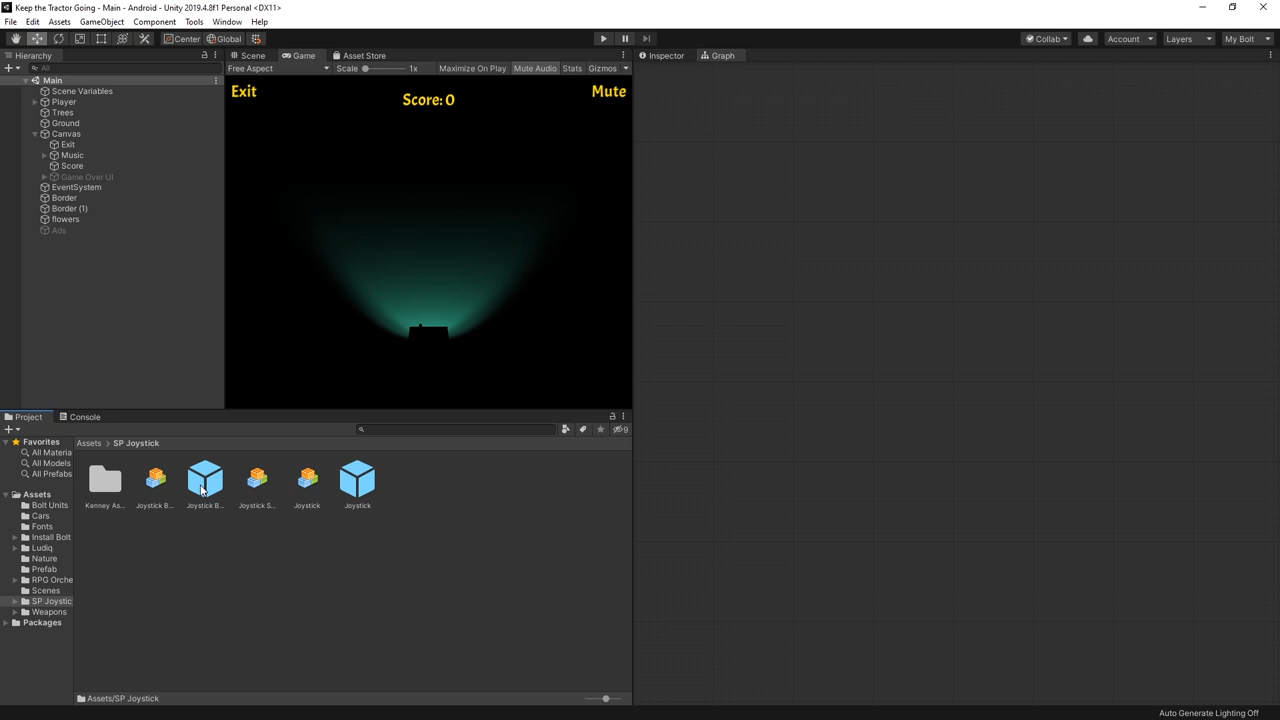 Keep the Tractor Going - Main - Android - Unity 2019.4.8f1 Personal <DX11>
File Edit Assets GameObject Component Tools Window Help
Center Global Collab Account Layers My Bolt
Hierarchy Scene Game Asset Store Inspector Graph
All Free Aspect Scale 1x Maximize On Play Mute Audio Stats Gizmos
Main
Scene Variables
Player
Trees
Ground
Canvas
Exit
Music
Score
Game Over UI
EventSystem
Border
Border (1)
flowers
Ads
Exit Score: 0 Mute
Project Console
9
Favorites
All Materia
All Models
All Prefabs
Assets
Bolt Units
Cars
Fonts
Install Bolt
Ludiq
Nature
Prefab
RPG Orche
Scenes
SP Joystic
Weapons
Packages
Assets > SP Joystick
Kenney As... Joystick B... Joystick B... Joystick S... Joystick Joystick
Assets/SP Joystick
Auto Generate Lighting Off